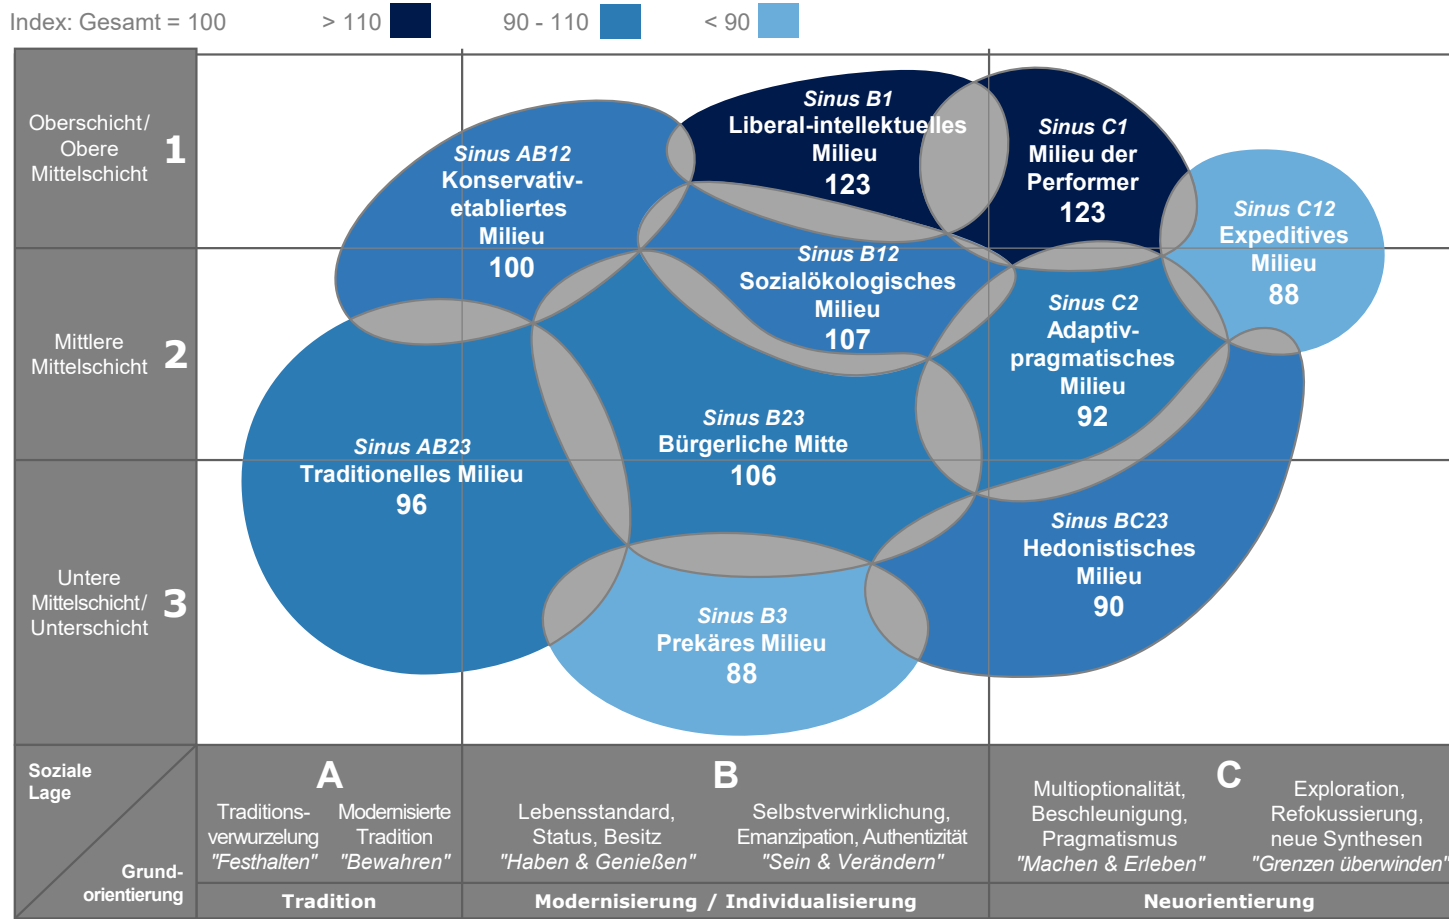 Index: Gesamt = 100
> 110
90 - 110
< 90
Oberschicht/
Obere
Mittelschicht
1
Mittlere
Mittelschicht
2
Untere
Mittelschicht/
Unterschicht
3
Sinus AB12
Konservativ-
etabliertes
Milieu
100
Sinus B1
Liberal-intellektuelles
Milieu
123
Sinus C1
Milieu der
Performer
123
Sinus C12
Expeditives
Milieu
88
Sinus B12
Sozialökologisches
Milieu
107
Sinus C2
Adaptiv-
pragmatisches
Milieu
92
Sinus AB23
Traditionelles Milieu
96
Sinus B23
Bürgerliche Mitte
106
Sinus BC23
Hedonistisches
Milieu
90
Sinus B3
Prekäres Milieu
88
Soziale
Lage
Grund-
orientierung
A
Traditions-
verwurzelung
"Festhalten"
Modernisierte
Tradition
"Bewahren"
Tradition
B
Lebensstandard,
Status, Besitz
"Haben & Genießen"
Selbstverwirklichung,
Emanzipation, Authentizität
"Sein & Verändern"
Modernisierung / Individualisierung
C
Multioptionalität,
Beschleunigung,
Pragmatismus
"Machen & Erleben"
Exploration,
Refokussierung,
neue Synthesen
"Grenzen überwinden"
Neuorientierung